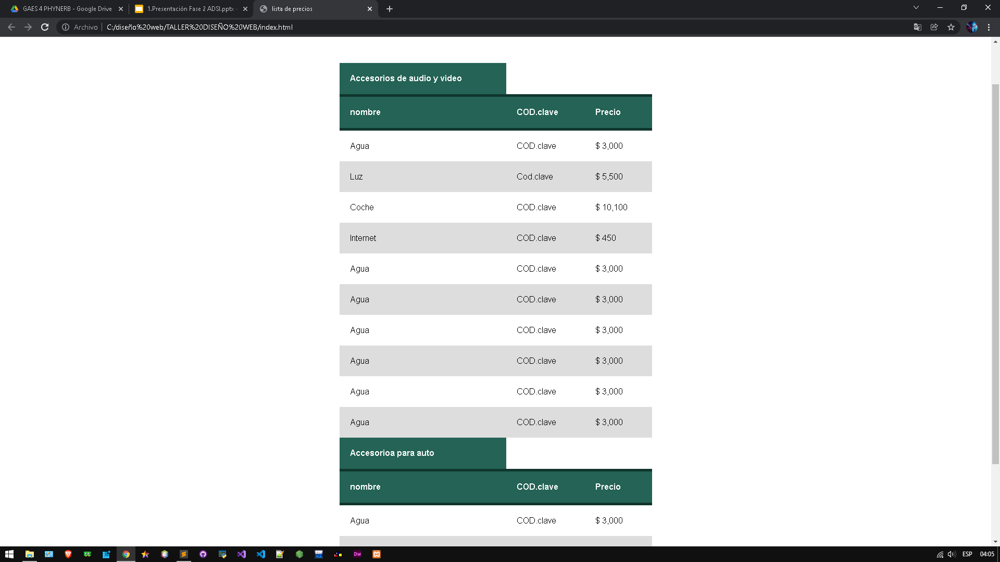 GAES 4 PHYNERB - Google Drive
1.Presentación Fase 2 ADSI.pptx -
lista de precios
Archivo C:/diseño%20web/TALLER%20DISEÑO%20WEB/index.html
Accesorios de audio y video
nombre COD.clave Precio
Agua COD.clave $ 3,000
Luz Cod.clave $ 5,500
Coche COD.clave $ 10,100
Internet COD.clave $ 450
Agua COD.clave $ 3,000
Agua COD.clave $ 3,000
Agua COD.clave $ 3,000
Agua COD.clave $ 3,000
Agua COD.clave $ 3,000
Agua COD.clave $ 3,000
Accesorioa para auto
nombre COD.clave Precio
Agua COD.clave $ 3,000
DEV
Dw
ESP 04:05